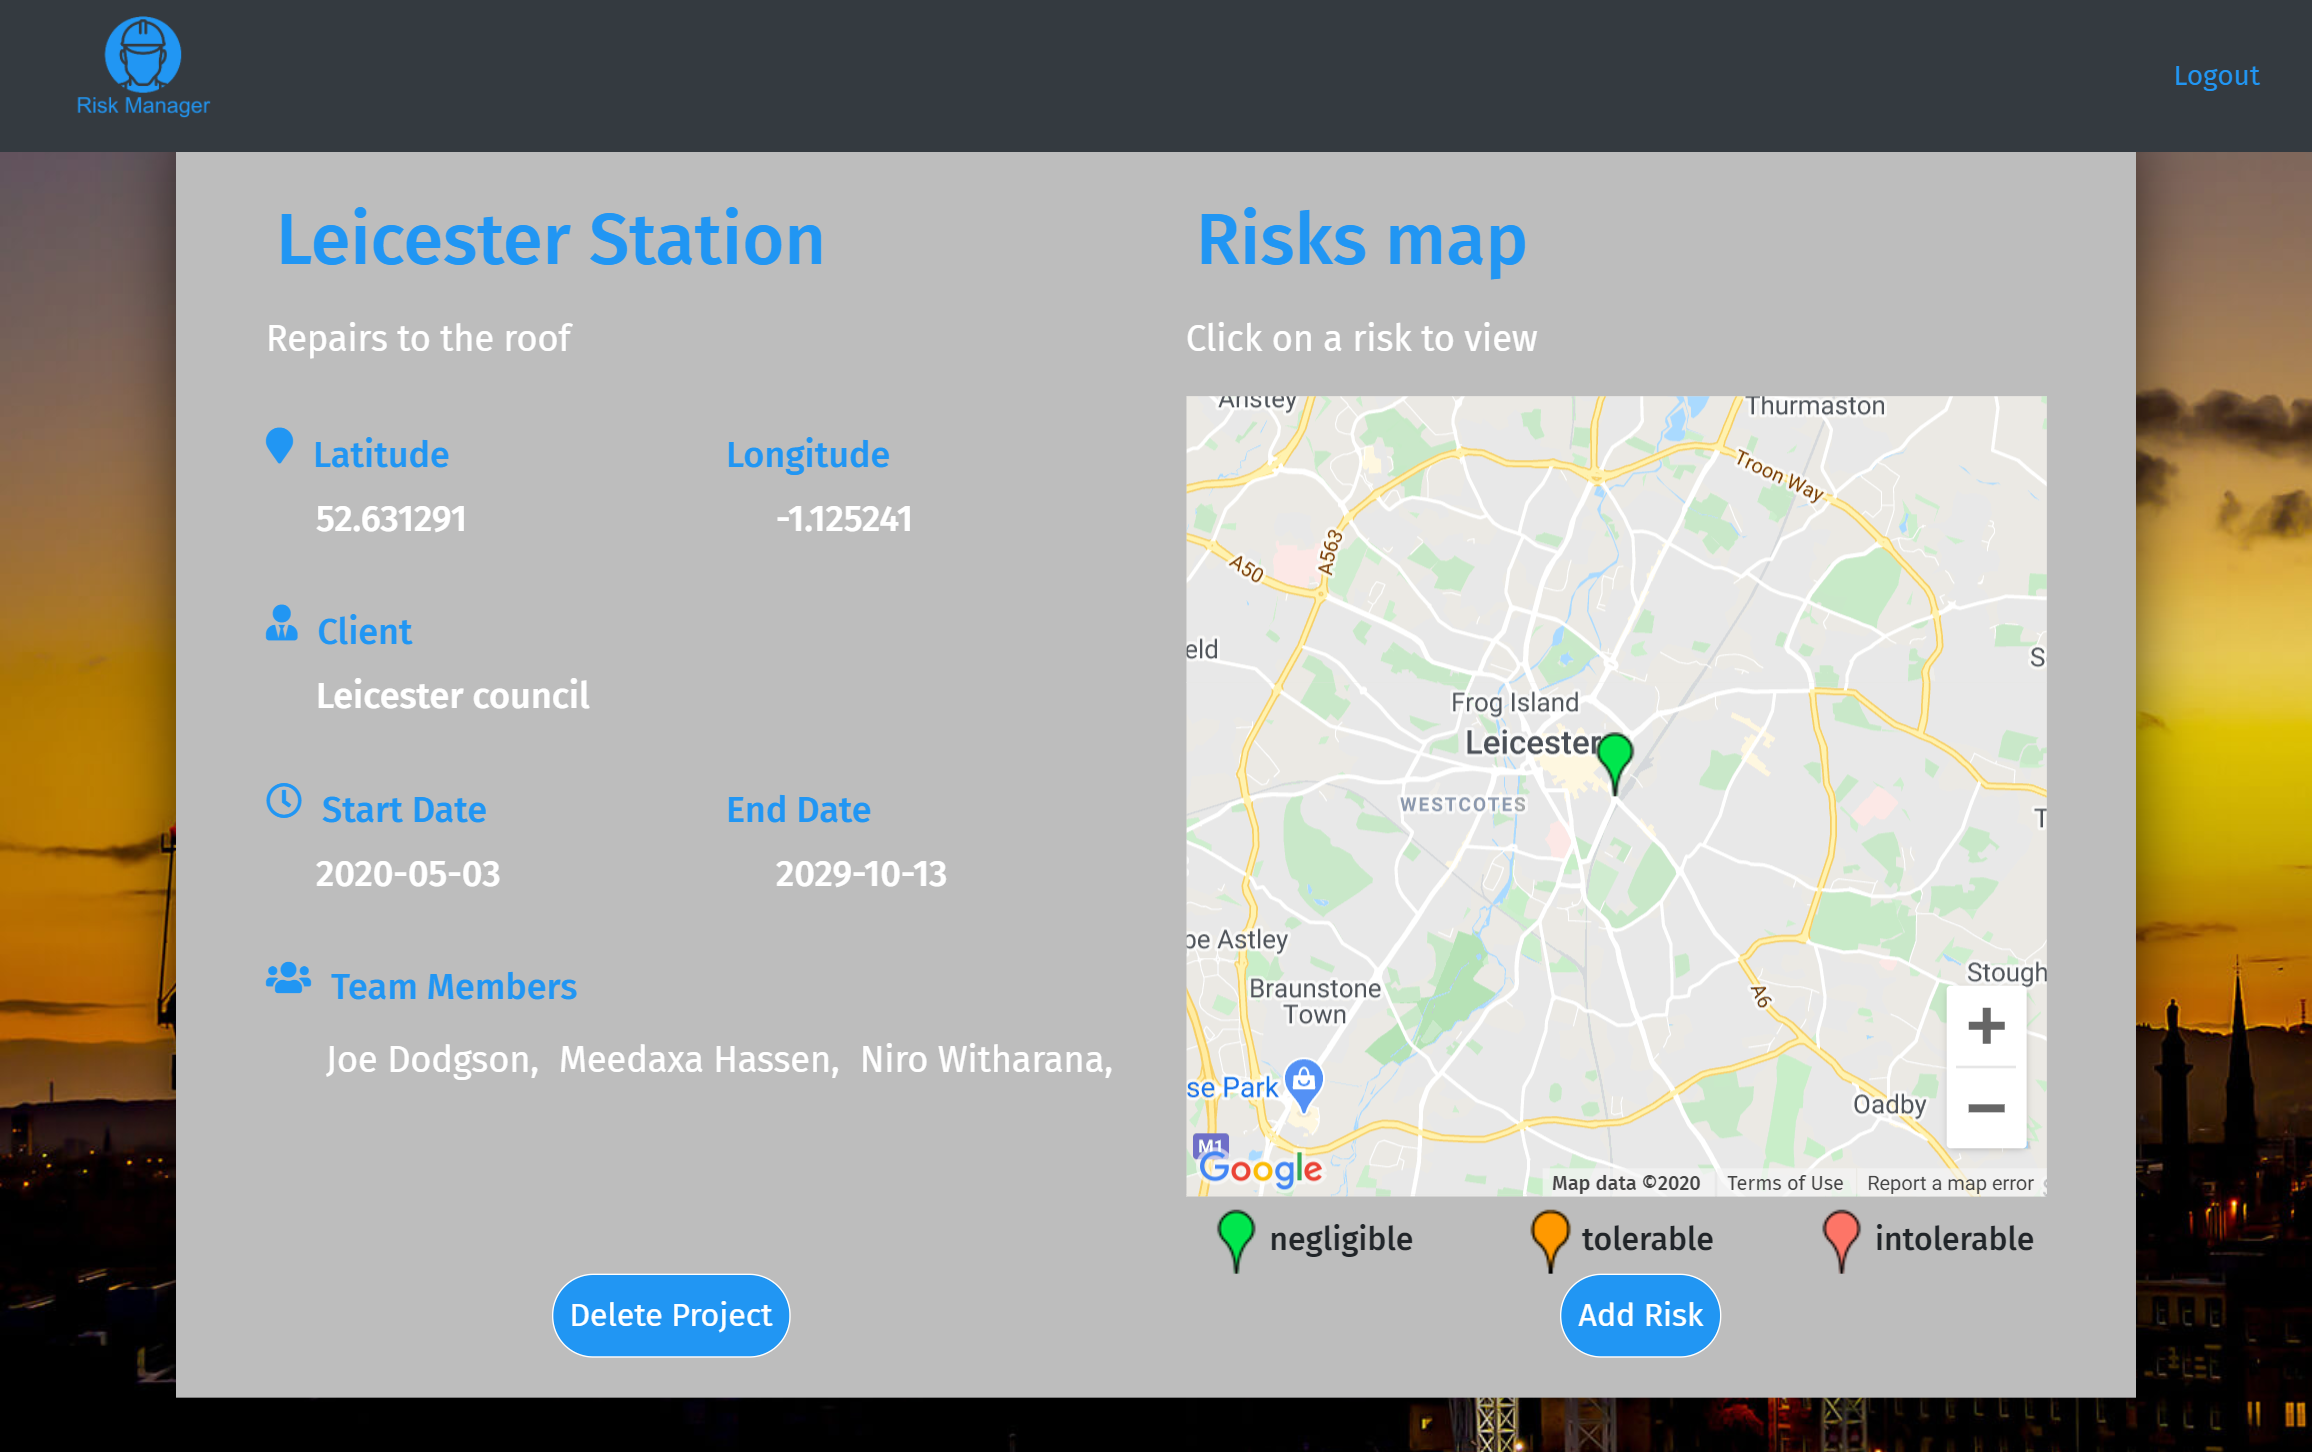 Risk Manager
Logout
Leicester Station
Repairs to the roof
Latitude
Longitude
52.631291
-1.125241
Client
Leicester council
Start Date
End Date
2020-05-03
2029-10-13
Team Members
Joe Dodgson, Meedaxa Hassen, Niro Witharana,
Delete Project
Risks map
Click on a risk to view
Anstey
Thurmaston
Troon Way
A563
A50
eld
S
Frog Island
Leicester
WESTCOTES
T
be Astley
Stough
Braunstone
Town
A6
+
−
se Park
Oadby
M1
Google
Map data ©2020
Terms of Use
Report a map error
negligible
tolerable
intolerable
Add Risk